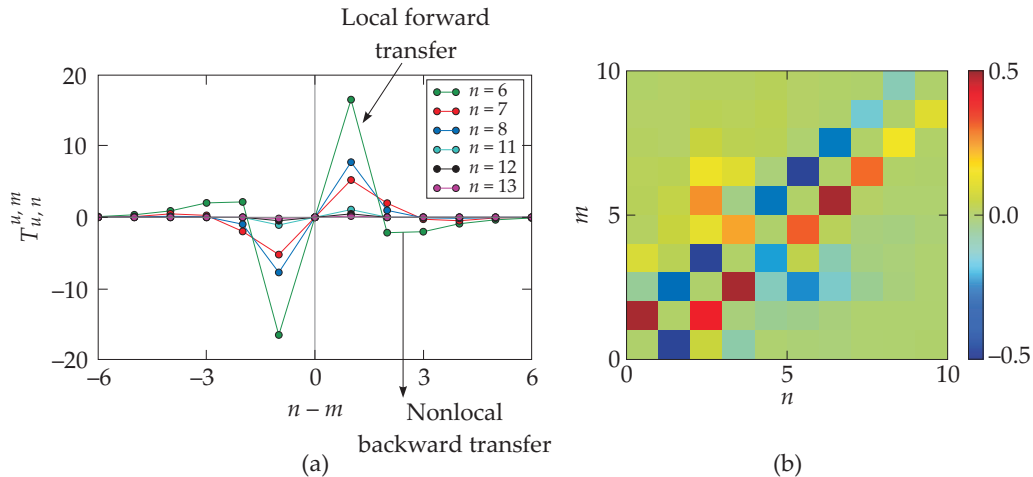 Local forward
transfer
20
10
0
−10
−20
−6
−3
0
3
6
T^{u, m}_{u, n}
n − m
n = 6
n = 7
n = 8
n = 11
n = 12
n = 13
Nonlocal
backward transfer
(a)
10
5
0
m
0
5
10
n
0.5
0.0
−0.5
(b)